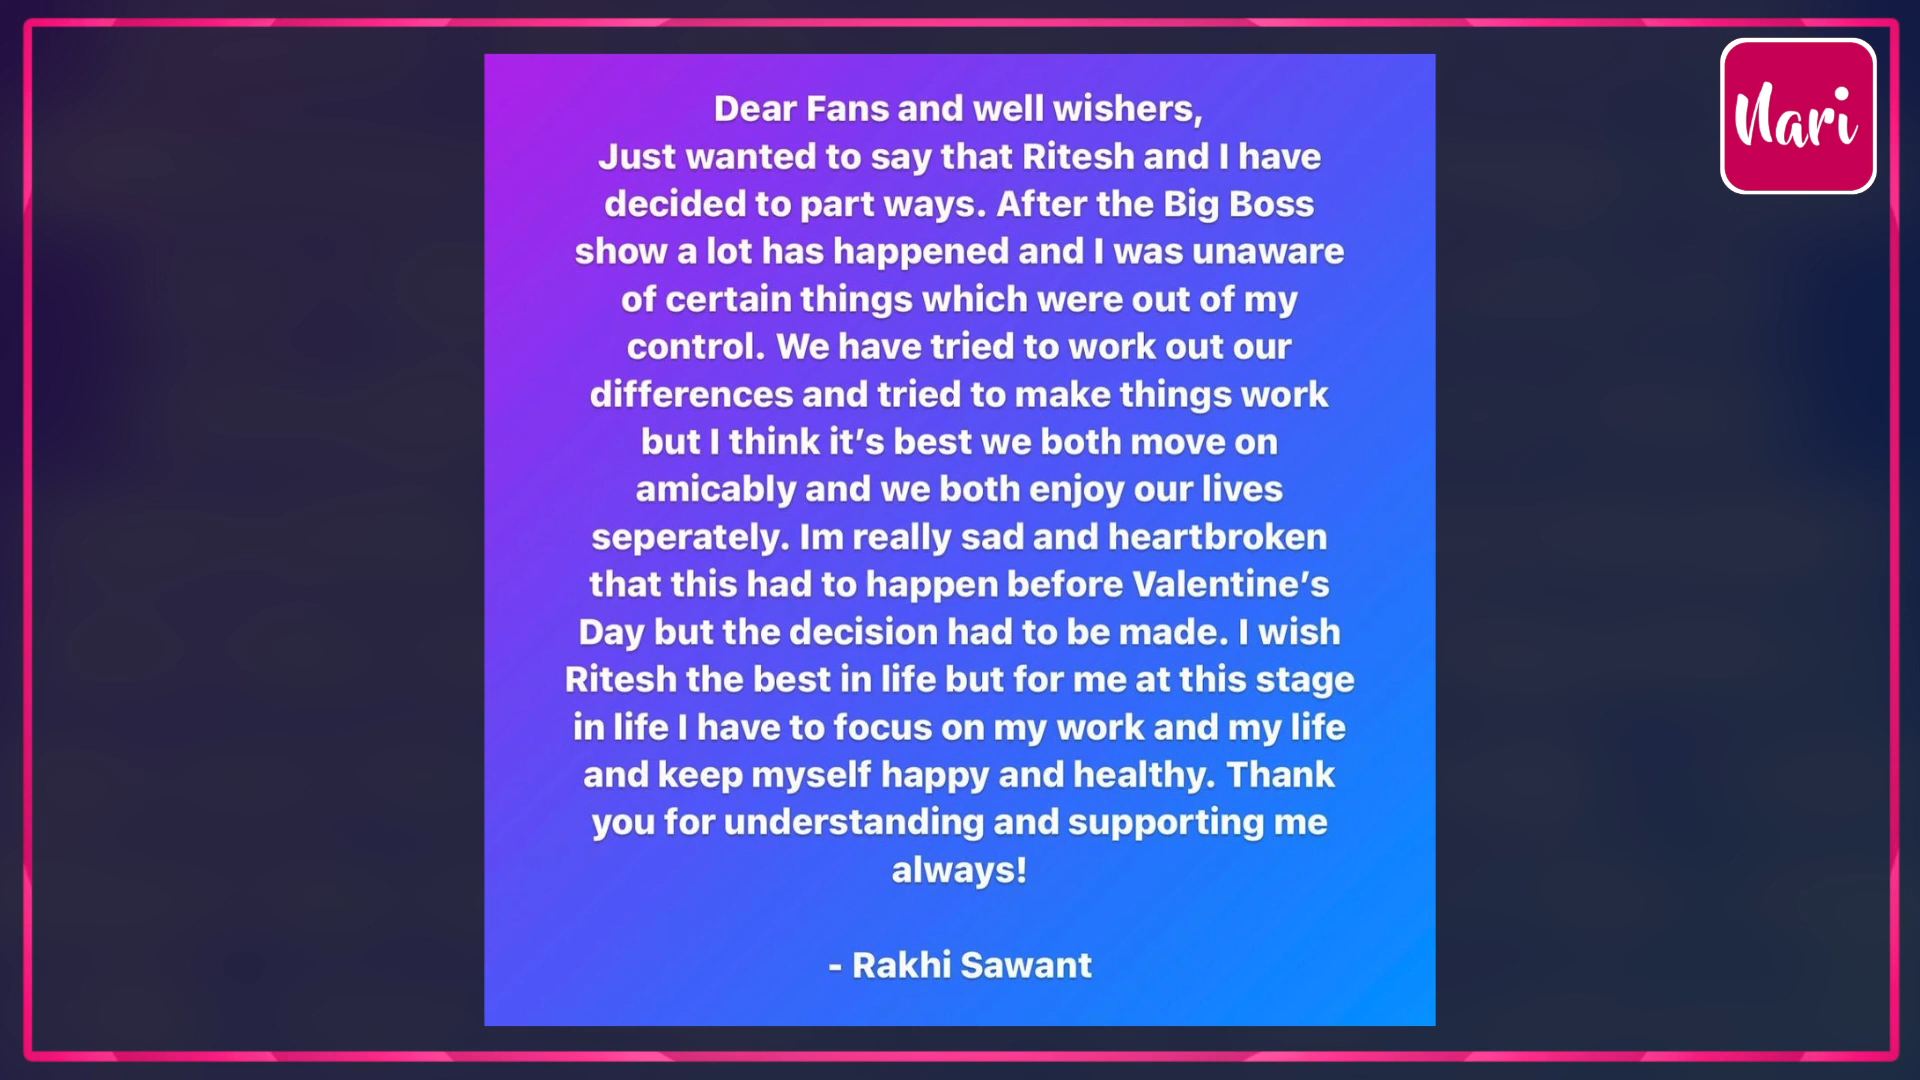 Nari
Dear Fans and well wishers,
Just wanted to say that Ritesh and I have
decided to part ways. After the Big Boss
show a lot has happened and I was unaware
of certain things which were out of my
control. We have tried to work out our
differences and tried to make things work
but I think it’s best we both move on
amicably and we both enjoy our lives
seperately. Im really sad and heartbroken
that this had to happen before Valentine’s
Day but the decision had to be made. I wish
Ritesh the best in life but for me at this stage
in life I have to focus on my work and my life
and keep myself happy and healthy. Thank
you for understanding and supporting me
always!
- Rakhi Sawant